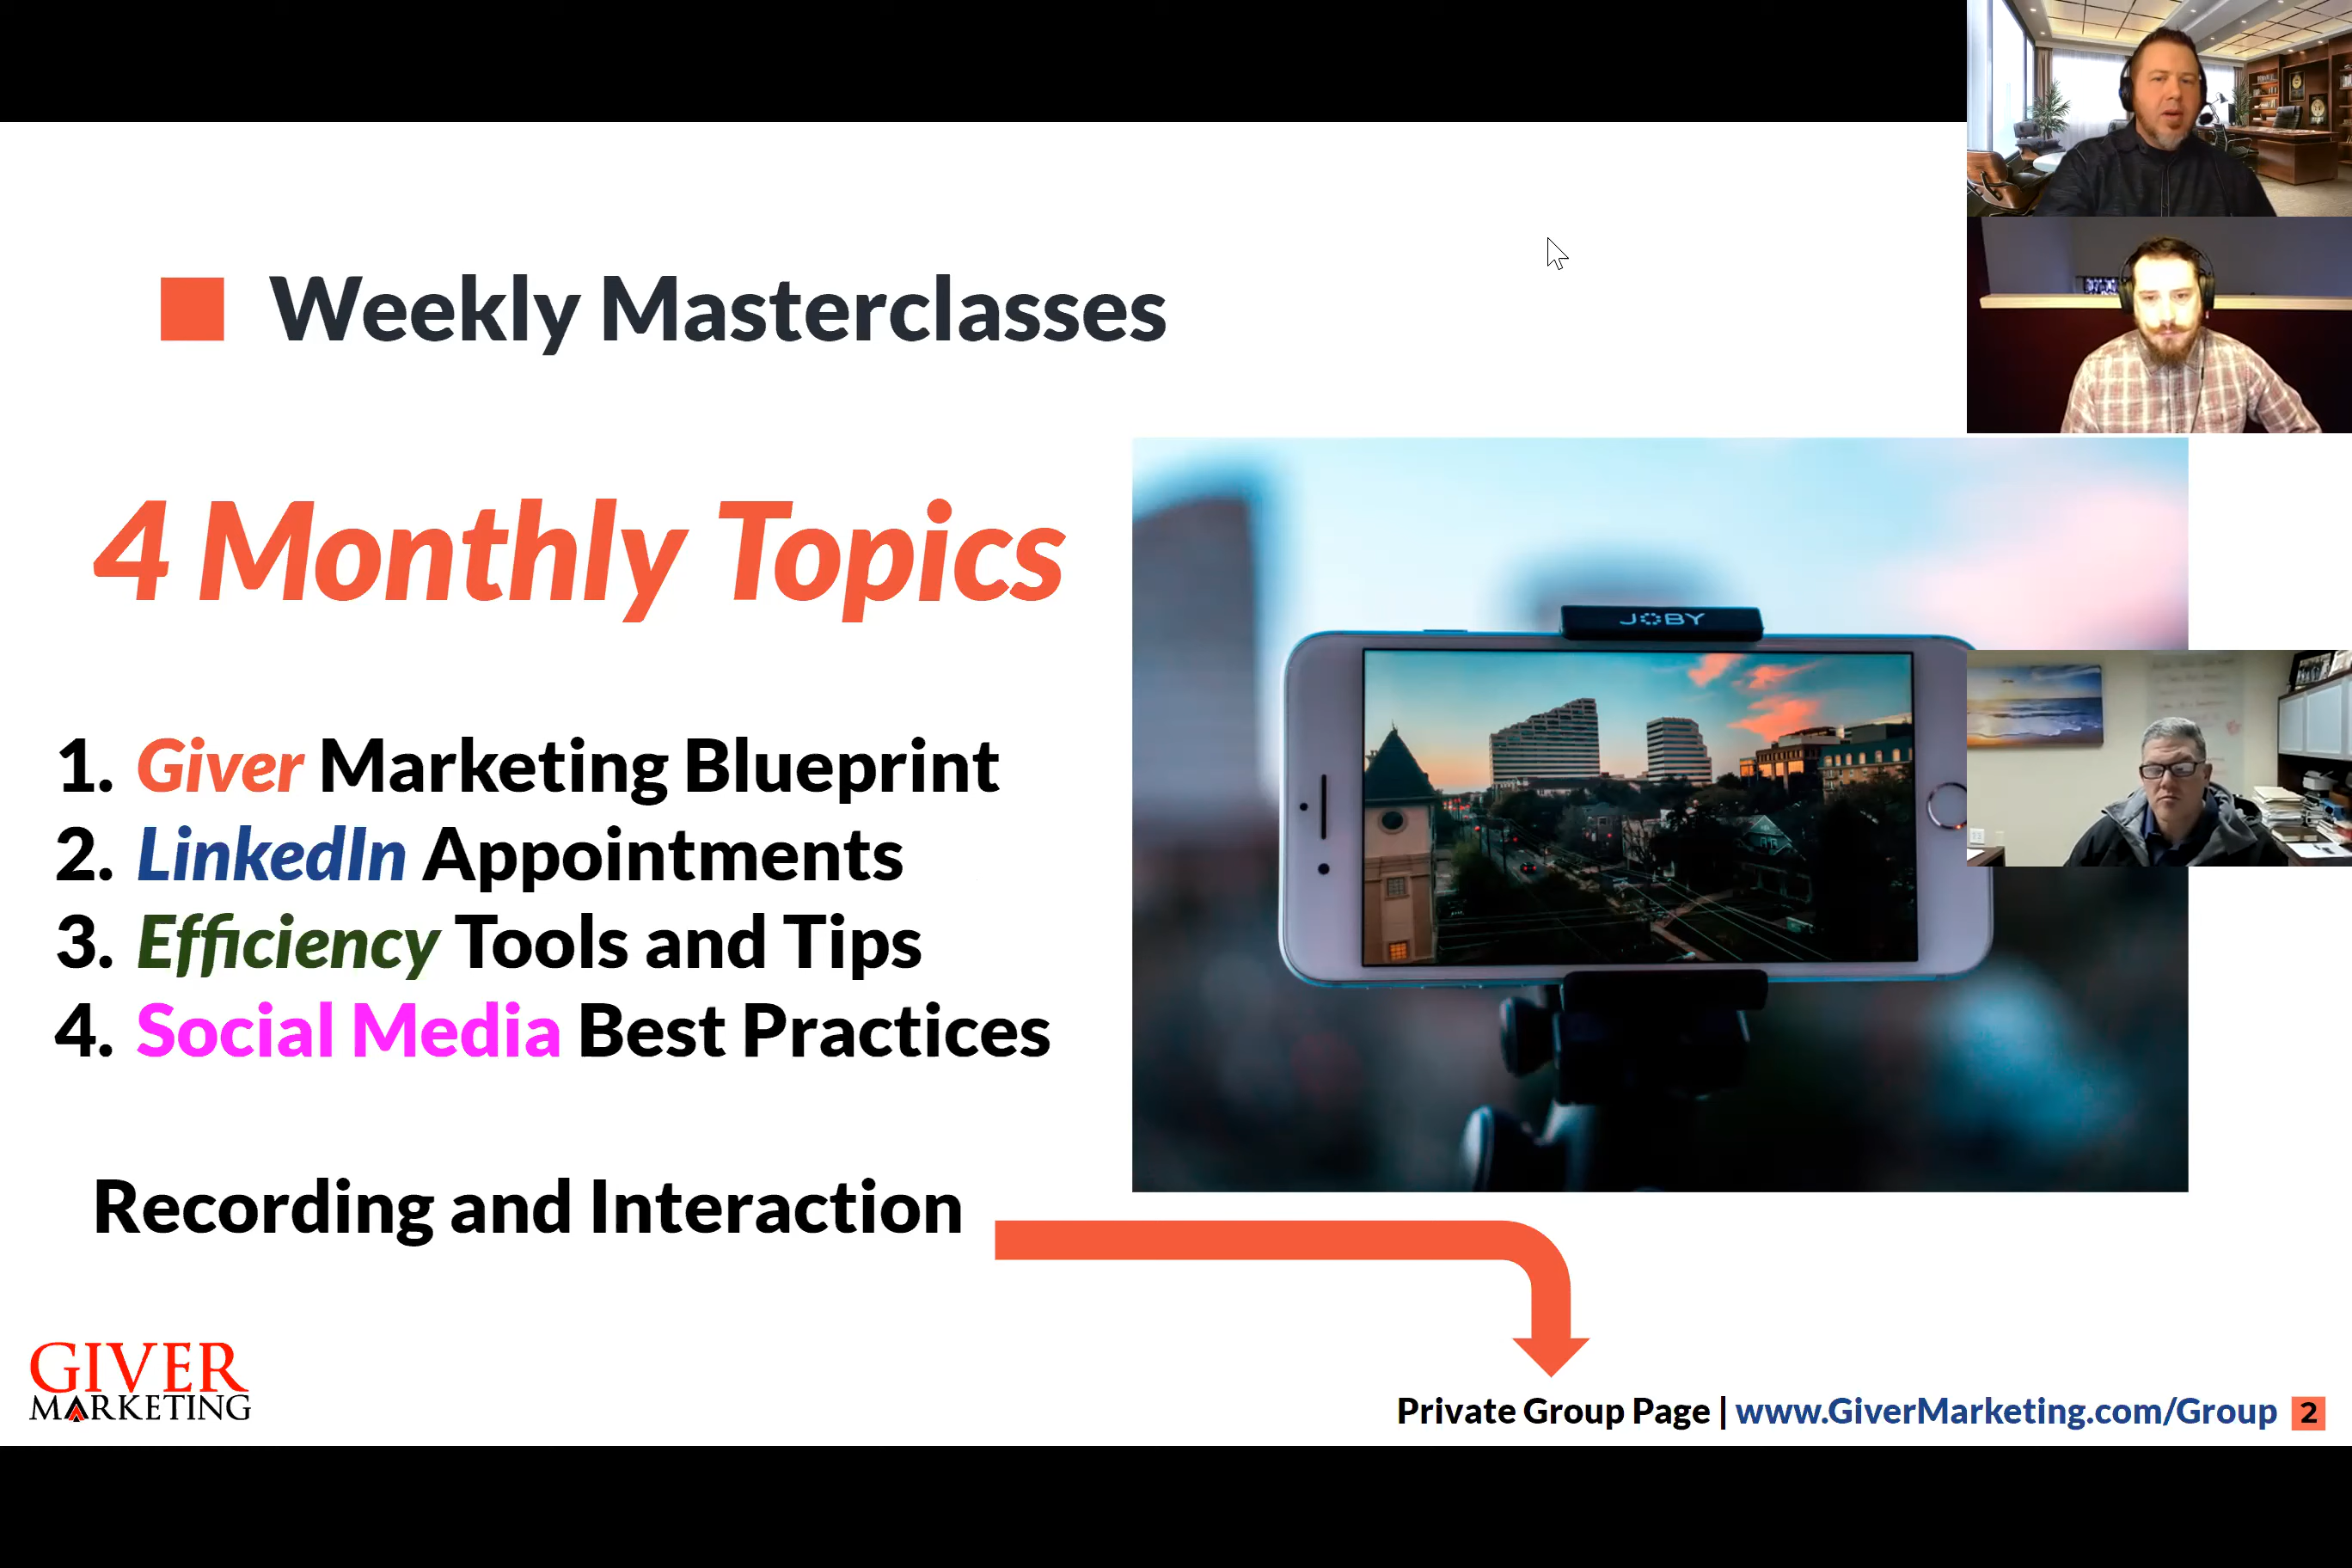 Weekly Masterclasses
4 Monthly Topics
1. Giver Marketing Blueprint
2. LinkedIn Appointments
3. Efficiency Tools and Tips
4. Social Media Best Practices
JOBY
Recording and Interaction
GIVER
MARKETING
Private Group Page | www.GiverMarketing.com/Group 2